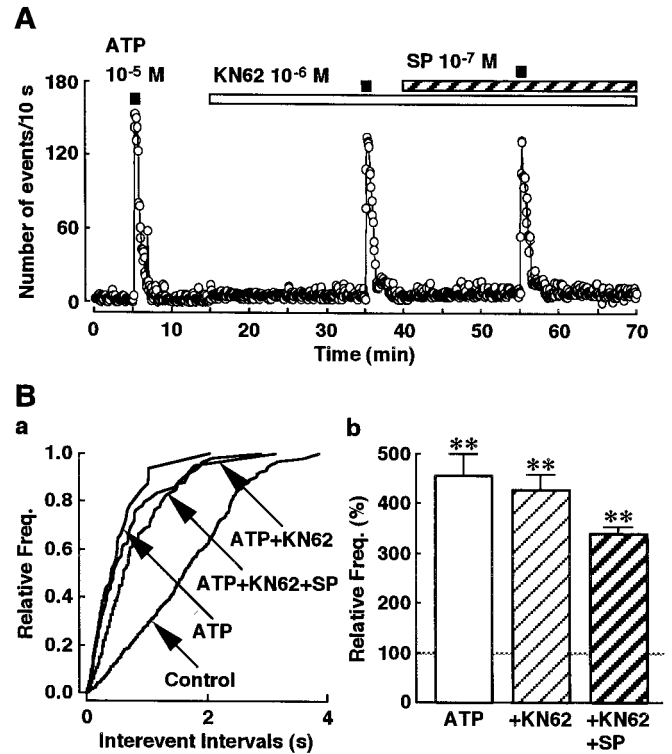 A
ATP
10⁻⁵ M
KN62 10⁻⁶ M
SP 10⁻⁷ M
Number of events/10 s
180
120
60
0
0 10 20 30 40 50 60 70
Time (min)
B
a
Relative Freq.
1.0
0.8
0.6
0.4
0.2
0.0
ATP+KN62
ATP+KN62+SP
ATP
Control
0 2 4
Interevent Intervals (s)
b
Relative Freq. (%)
500
400
300
200
100
0
**
**
**
ATP +KN62 +KN62
+SP